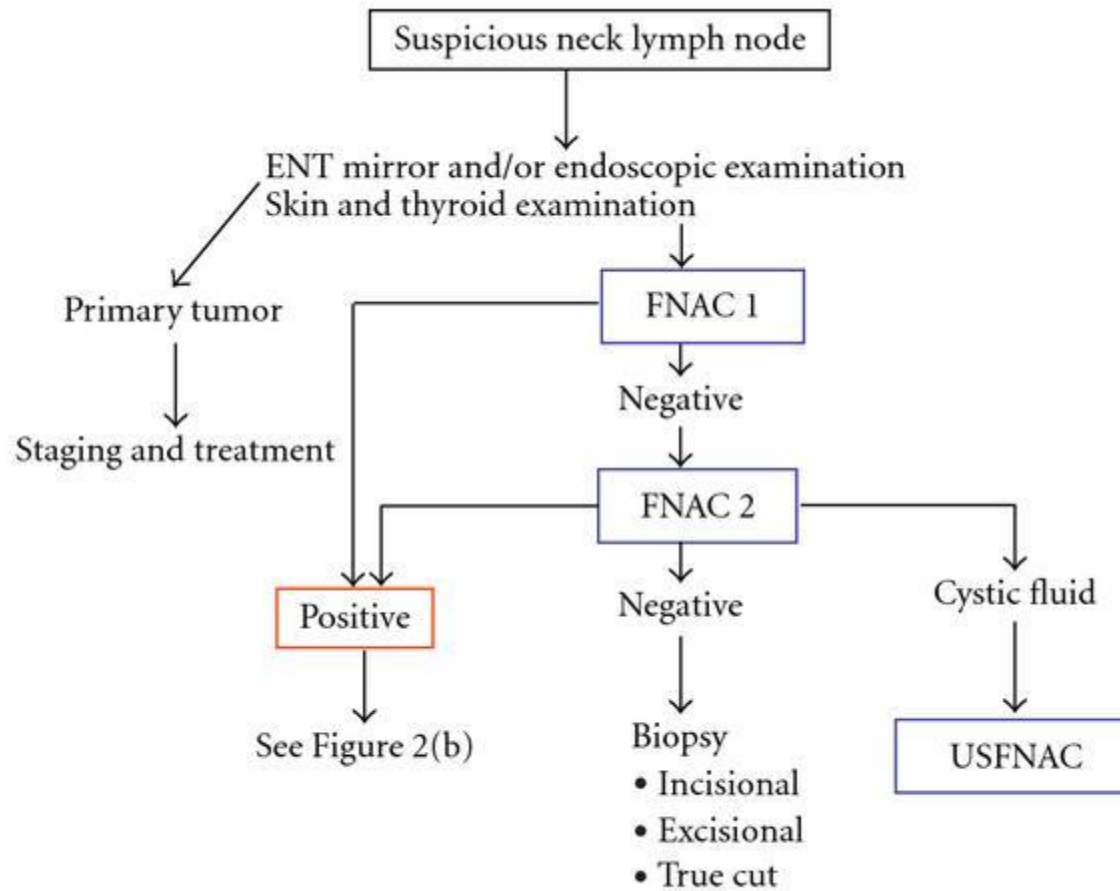 Suspicious neck lymph node
ENT mirror and/or endoscopic examination
Skin and thyroid examination
Primary tumor
FNAC 1
Negative
Staging and treatment
FNAC 2
Positive
Negative
Cystic fluid
See Figure 2(b)
Biopsy
• Incisional
• Excisional
• True cut
USFNAC